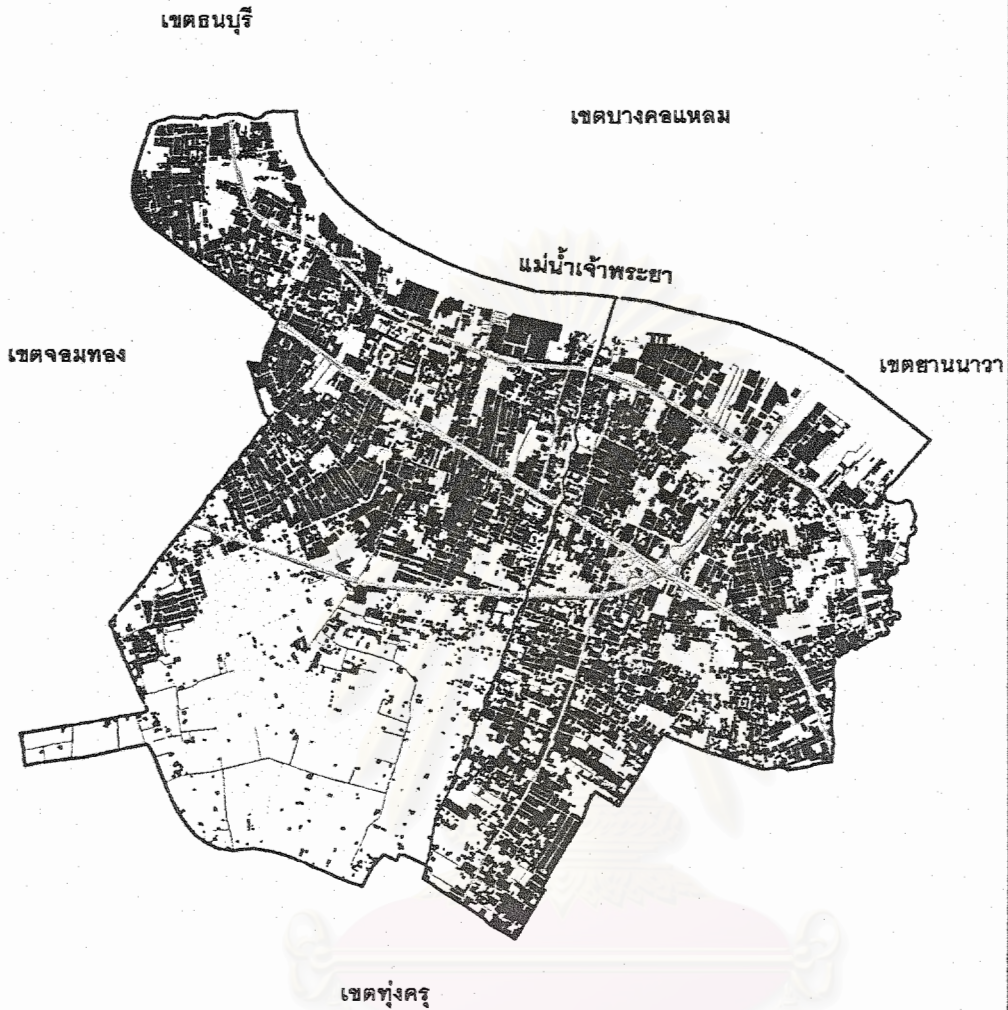 เขตธนบุรี
เขตบางคอแหลม
แม่น้ำเจ้าพระยา
เขตจอมทอง
เขตยานนาวา
เขตทุ่งครุ